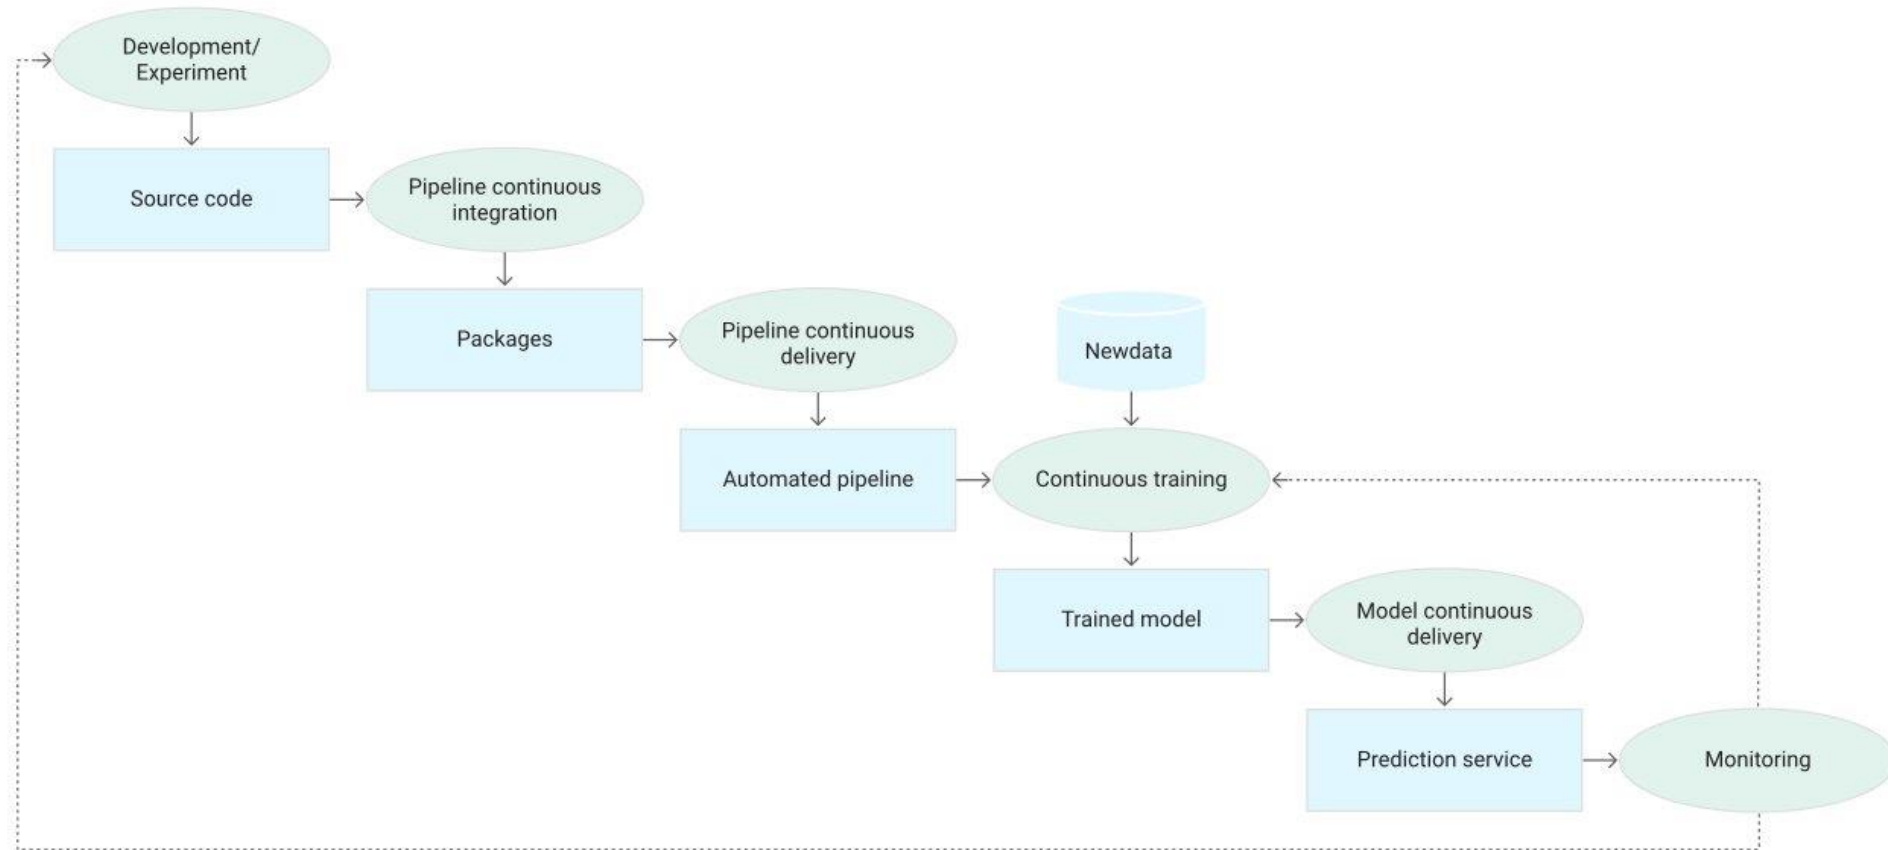 Development/
Experiment
Source code
Pipeline continuous
integration
Packages
Pipeline continuous
delivery
Newdata
Automated pipeline
Continuous training
Trained model
Model continuous
delivery
Prediction service
Monitoring